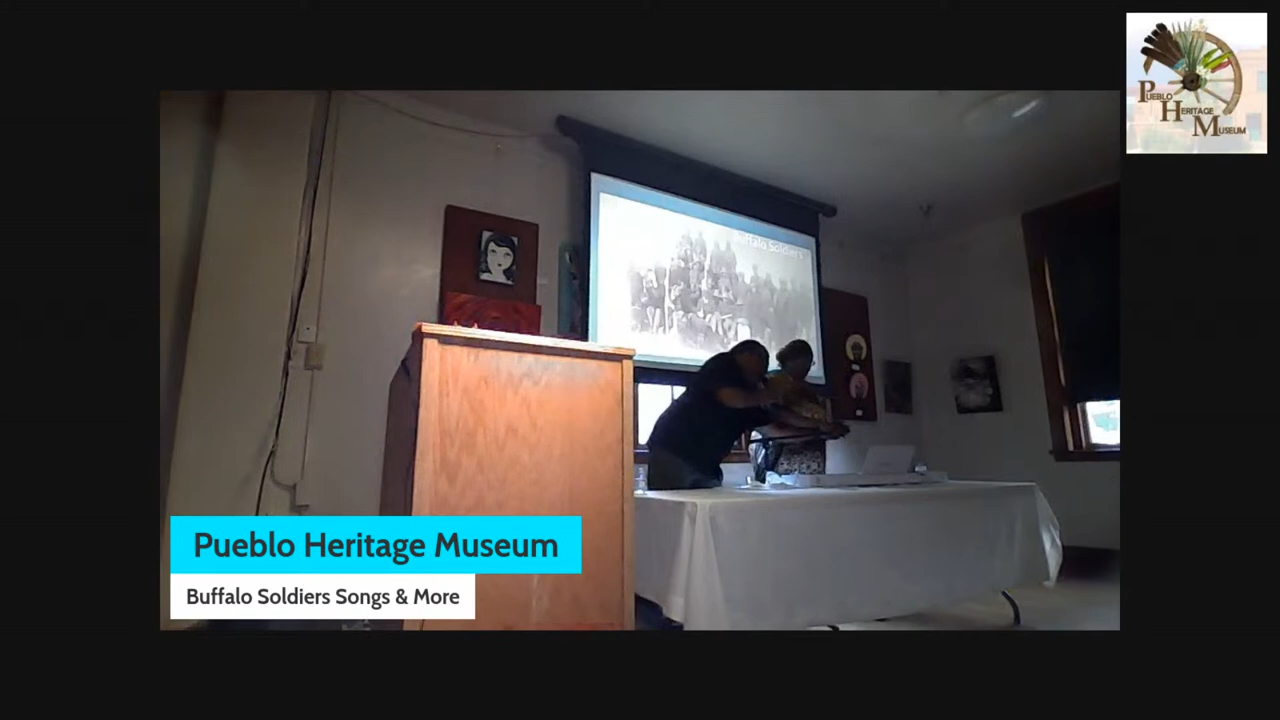 PUEBLO
HERITAGE
MUSEUM
Buffalo Soldiers
Pueblo Heritage Museum
Buffalo Soldiers Songs & More